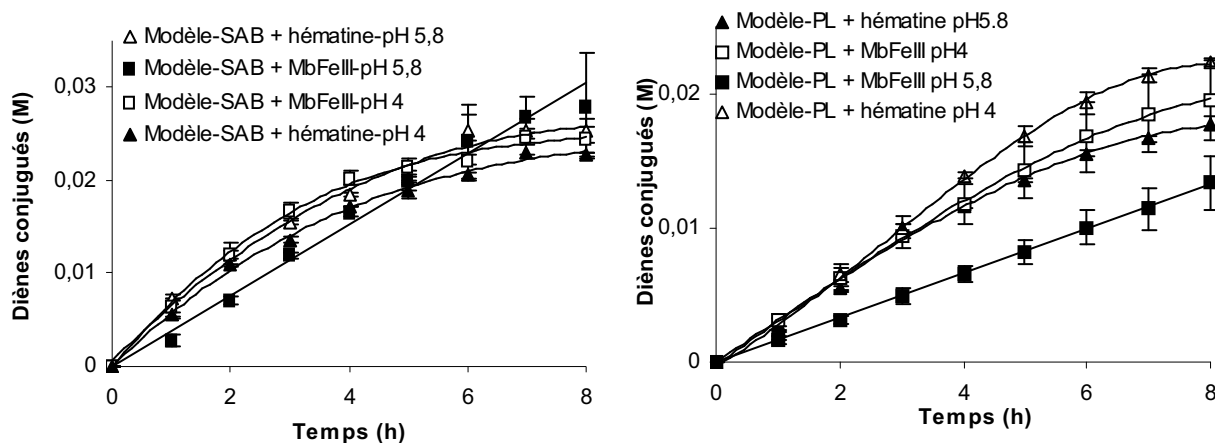 Modèle-SAB + hématine-pH 5,8
Modèle-SAB + MbFeIII-pH 5,8
Modèle-SAB + MbFeIII-pH 4
Modèle-SAB + hématine-pH 4
Diènes conjugués (M)
0,03
0,02
0,01
0
0 2 4 6 8
Temps (h)
Modèle-PL + hématine pH5.8
Modèle-PL + MbFeIII pH4
Modèle-PL + MbFeIII pH 5,8
Modèle-PL + hématine pH 4
Diènes conjugués (M)
0,02
0,01
0
0 2 4 6 8
Temps (h)